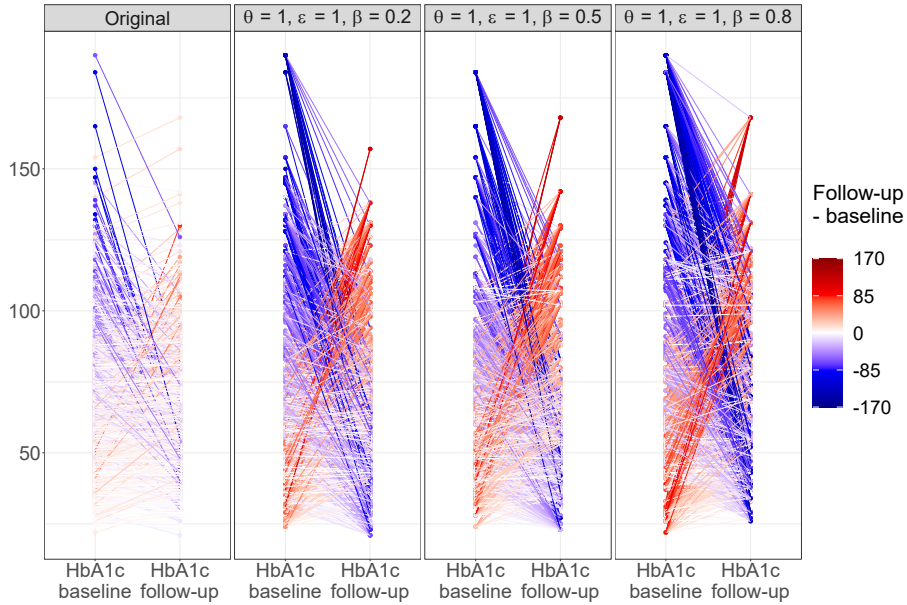 Original
θ = 1, ε = 1, β = 0.2
θ = 1, ε = 1, β = 0.5
θ = 1, ε = 1, β = 0.8
150
100
50
HbA1c
baseline
HbA1c
follow-up
HbA1c
baseline
HbA1c
follow-up
HbA1c
baseline
HbA1c
follow-up
HbA1c
baseline
HbA1c
follow-up
Follow-up
- baseline
170
85
0
-85
-170